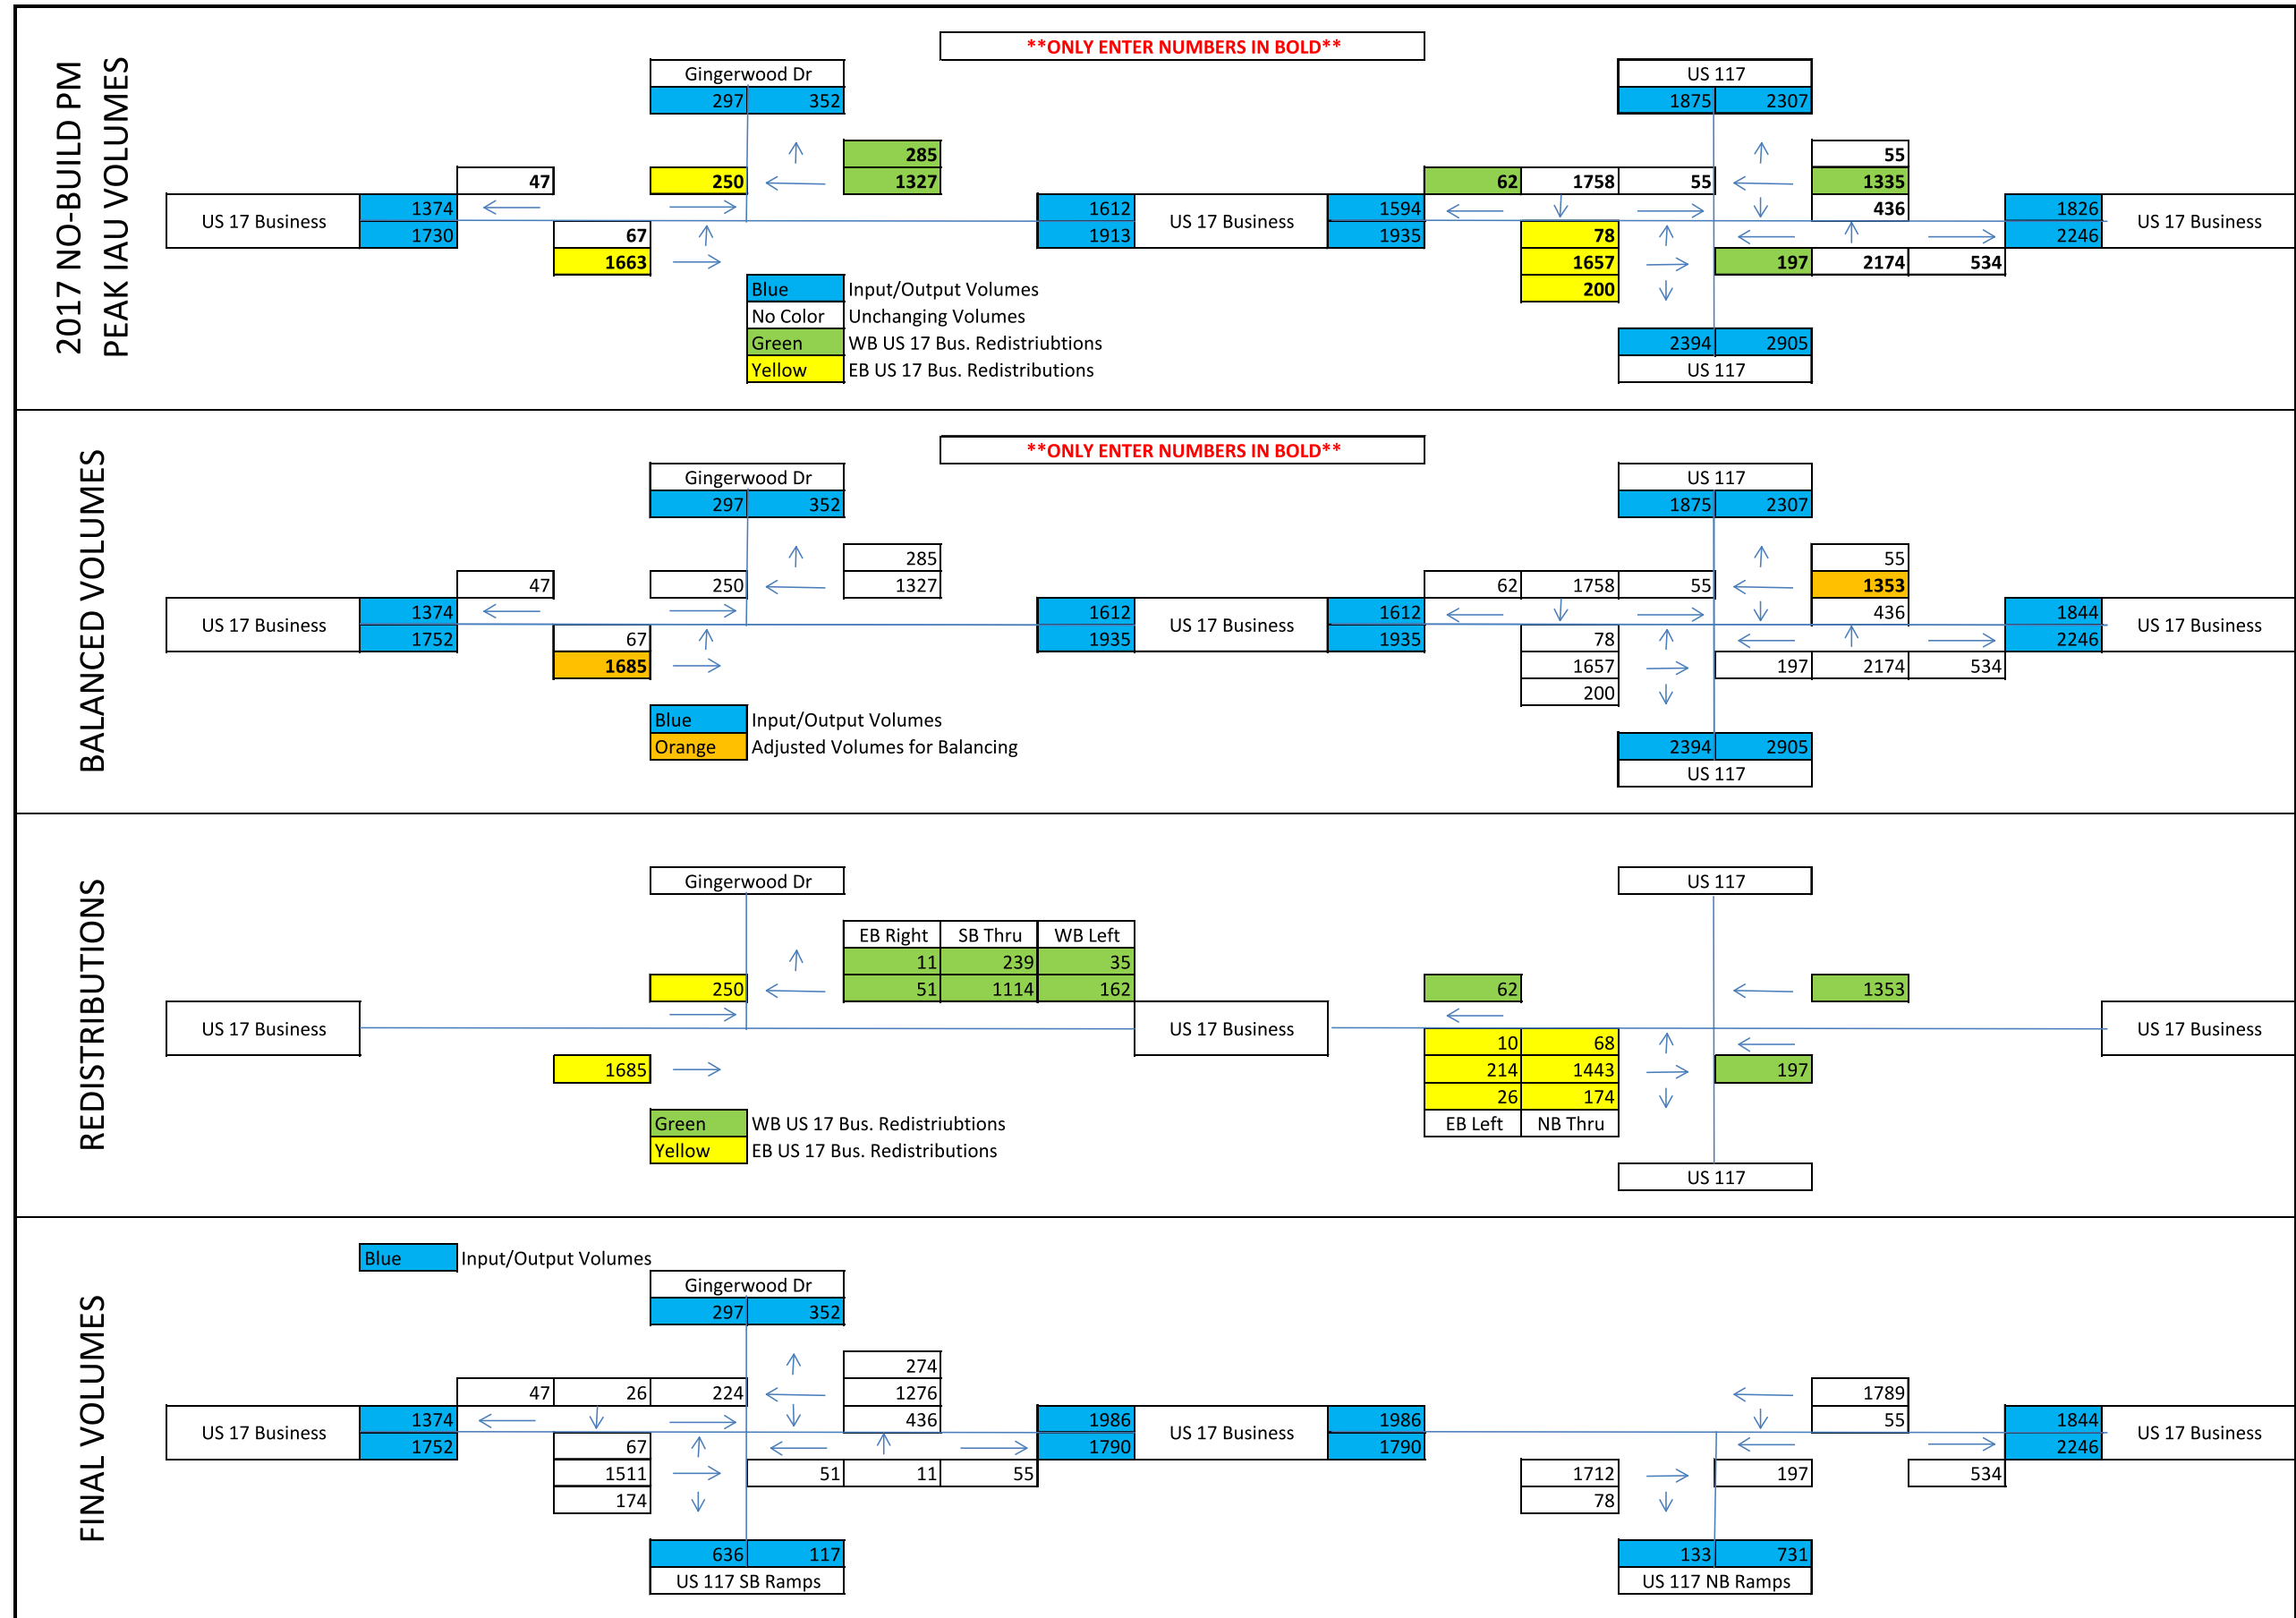 2017 NO-BUILD PM
PEAK IAU VOLUMES
**ONLY ENTER NUMBERS IN BOLD**
Gingerwood Dr US 117
297 352 1875 2307
285 55
47 250 1327 62 1758 55 1335
US 17 Business 1374 1612 US 17 Business 1594 436 1826 US 17 Business
1730 67 1913 1935 78 2246
1663 1657 197 2174 534
Blue Input/Output Volumes 200
No Color Unchanging Volumes
Green WB US 17 Bus. Redistriubtions 2394 2905
Yellow EB US 17 Bus. Redistributions US 117
BALANCED VOLUMES
**ONLY ENTER NUMBERS IN BOLD**
Gingerwood Dr US 117
297 352 1875 2307
285 55
47 250 1327 62 1758 55 1353
US 17 Business 1374 1612 US 17 Business 1612 436 1844 US 17 Business
1752 67 1935 1935 78 2246
1685 1657 197 2174 534
200
Blue Input/Output Volumes
Orange Adjusted Volumes for Balancing 2394 2905
US 117
REDISTRIBUTIONS
Gingerwood Dr US 117
EB Right SB Thru WB Left
11 239 35
250 51 1114 162 62 1353
US 17 Business US 17 Business US 17 Business
10 68
1685 214 1443 197
26 174
Green WB US 17 Bus. Redistriubtions EB Left NB Thru
Yellow EB US 17 Bus. Redistributions
US 117
FINAL VOLUMES
Blue Input/Output Volumes
Gingerwood Dr
297 352
274
47 26 224 1276 1789
US 17 Business 1374 436 1986 US 17 Business 1986 55 1844 US 17 Business
1752 67 1790 1790 2246
1511 51 11 55 1712 197 534
174 78
636 117 133 731
US 117 SB Ramps US 117 NB Ramps